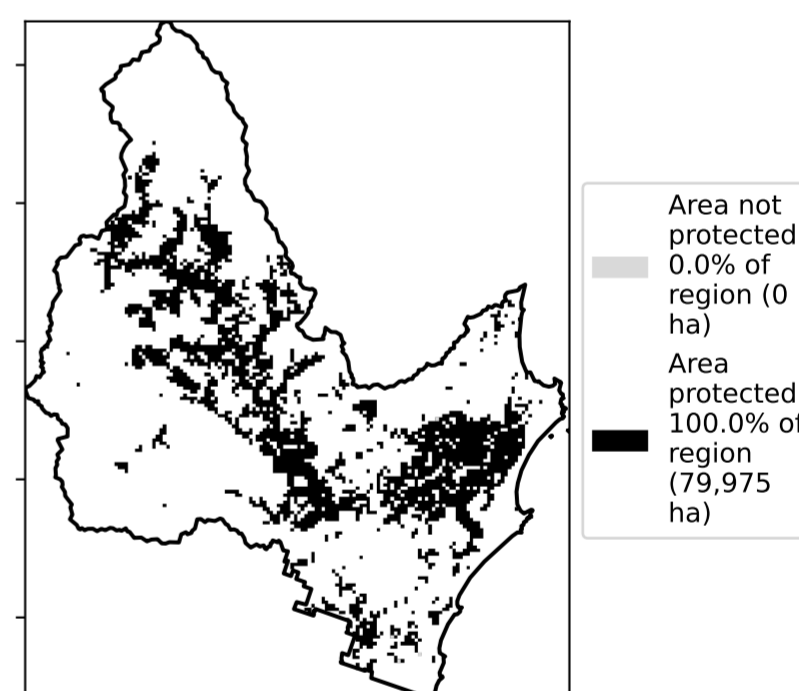 Area not
protected
0.0% of
region (0
ha)
Area
protected
100.0% of
region
(79,975
ha)